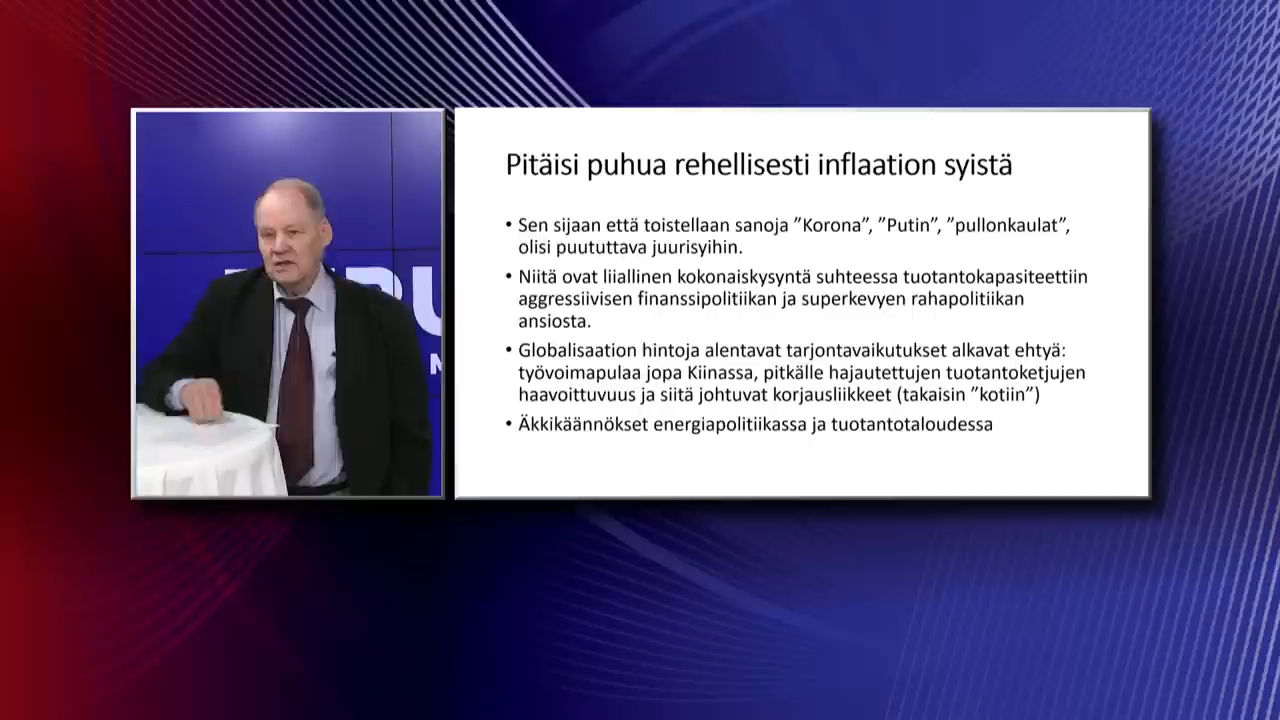 Pitäisi puhua rehellisesti inflaation syistä
• Sen sijaan että toistellaan sanoja ”Korona”, ”Putin”, ”pullonkaulat”,
olisi puututtava juurisyihin.
• Niitä ovat liiallinen kokonaiskysyntä suhteessa tuotantokapasiteettiin
aggressiivisen finanssipolitiikan ja superkevyen rahapolitiikan
ansiosta.
• Globalisaation hintoja alentavat tarjontavaikutukset alkavat ehtyä:
työvoimapulaa jopa Kiinassa, pitkälle hajautettujen tuotantoketjujen
haavoittuvuus ja siitä johtuvat korjausliikkeet (takaisin ”kotiin”)
• Äkkikäännökset energiapolitiikassa ja tuotantotaloudessa